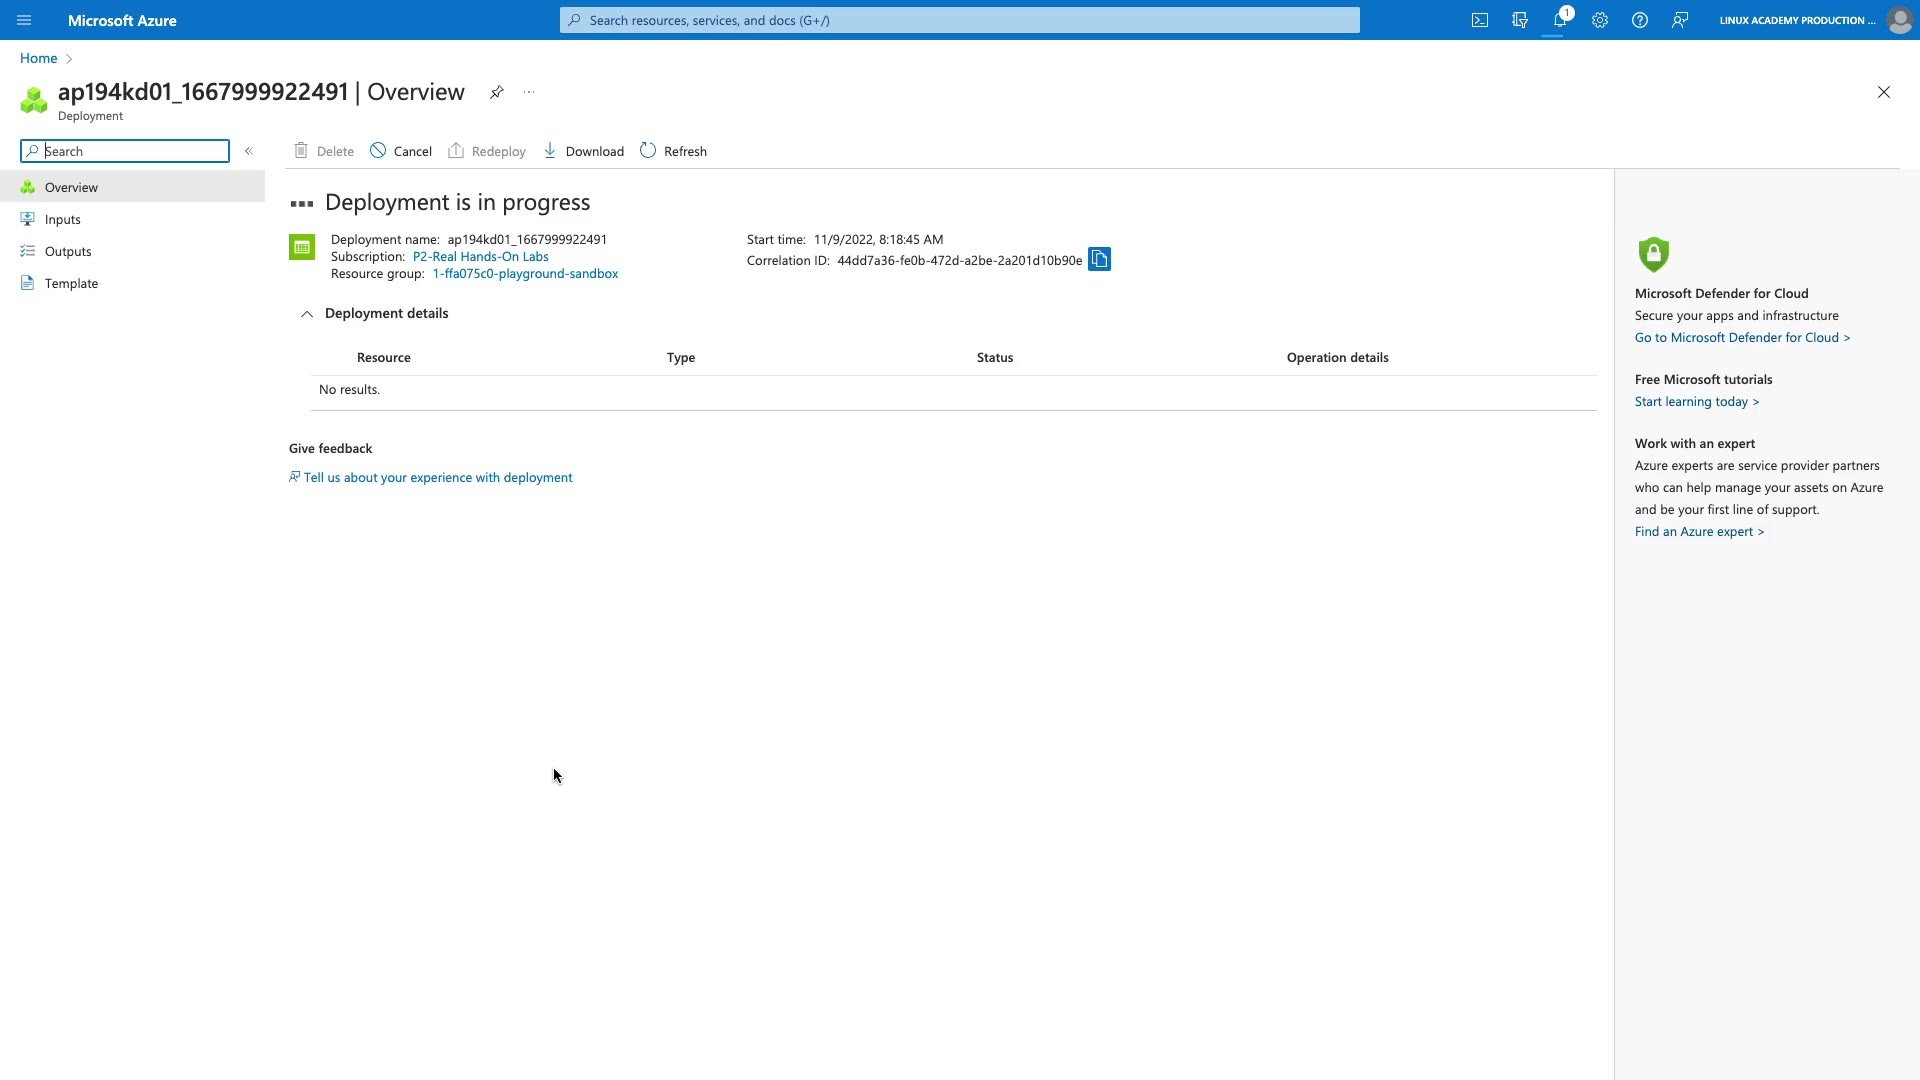 Microsoft Azure
Search resources, services, and docs (G+/)
1
LINUX ACADEMY PRODUCTION ...
Home
ap194kd01_1667999922491 | Overview
...
Deployment
Search
«
Delete
Cancel
Redeploy
Download
Refresh
Overview
Inputs
Outputs
Template
Deployment is in progress
Deployment name: ap194kd01_1667999922491
Subscription: P2-Real Hands-On Labs
Resource group: 1-ffa075c0-playground-sandbox
Start time: 11/9/2022, 8:18:45 AM
Correlation ID: 44dd7a36-fe0b-472d-a2be-2a201d10b90e
Deployment details
Resource Type Status Operation details
No results.
Give feedback
Tell us about your experience with deployment
Microsoft Defender for Cloud
Secure your apps and infrastructure
Go to Microsoft Defender for Cloud >
Free Microsoft tutorials
Start learning today >
Work with an expert
Azure experts are service provider partners
who can help manage your assets on Azure
and be your first line of support.
Find an Azure expert >